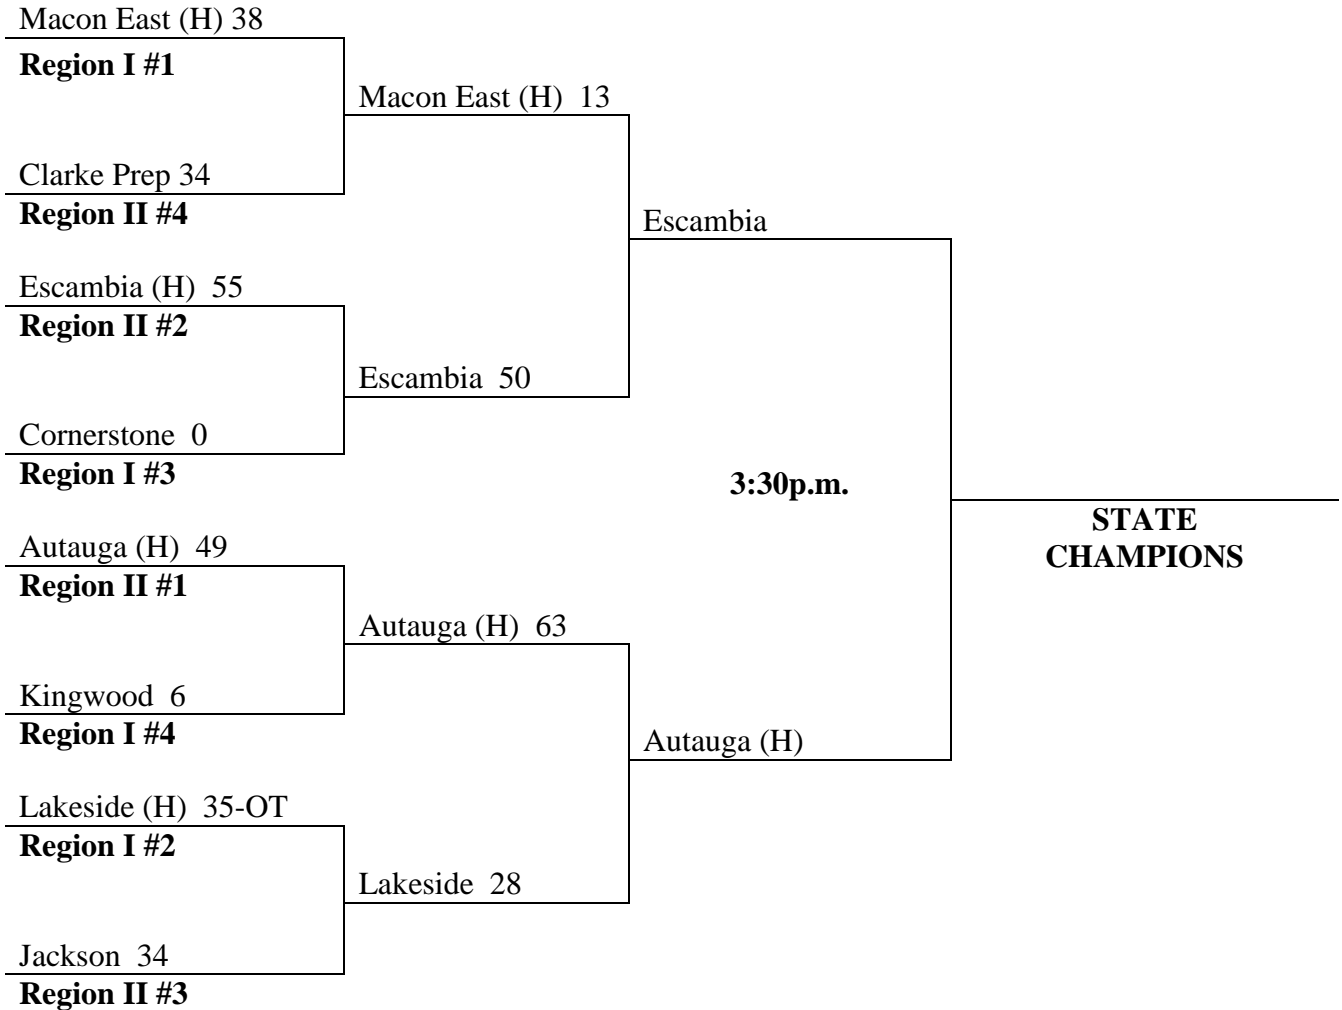 Macon East (H) 38
Region I #1
Macon East (H) 13
Clarke Prep 34
Region II #4
Escambia
Escambia (H) 55
Region II #2
Escambia 50
Cornerstone 0
Region I #3
3:30p.m.
STATE
CHAMPIONS
Autauga (H) 49
Region II #1
Autauga (H) 63
Kingwood 6
Region I #4
Autauga (H)
Lakeside (H) 35-OT
Region I #2
Lakeside 28
Jackson 34
Region II #3